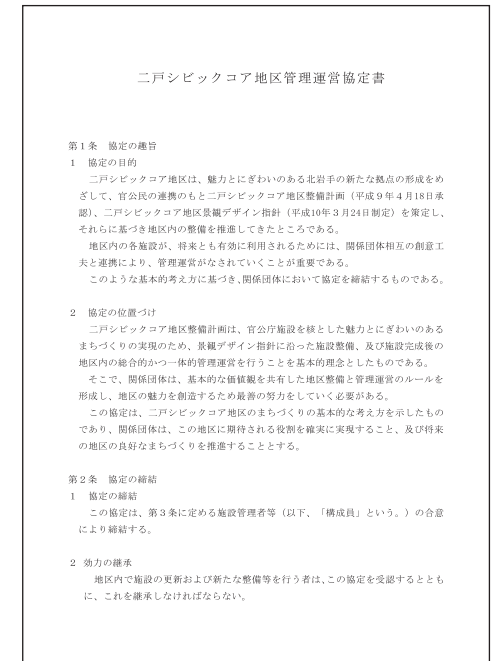 二戸シビックコア地区管理運営協定書
第1条　協定の趣旨
1　協定の目的
二戸シビックコア地区は、魅力とにぎわいのある北岩手の新たな拠点の形成をめ
ざして、官公民の連携のもと二戸シビックコア地区整備計画（平成9年4月18日承
認）、二戸シビックコア地区景観デザイン指針（平成10年3月24日制定）を策定し、
それらに基づき地区内の整備を推進してきたところである。
地区内の各施設が、将来とも有効に利用されるためには、関係団体相互の創意工
夫と連携により、管理運営がなされていくことが重要である。
このような基本的考え方に基づき、関係団体において協定を締結するものである。
2　協定の位置づけ
二戸シビックコア地区整備計画は、官公庁施設を核とした魅力とにぎわいのある
まちづくりの実現のため、景観デザイン指針に沿った施設整備、及び施設完成後の
地区内の総合的かつ一体的管理運営を行うことを基本的理念としたものである。
そこで、関係団体は、基本的な価値観を共有した地区整備と管理運営のルールを
形成し、地区の魅力を創造するため最善の努力をしていく必要がある。
この協定は、二戸シビックコア地区のまちづくりの基本的な考え方を示したもの
であり、関係団体は、この地区に期待される役割を確実に実現すること、及び将来
の地区の良好なまちづくりを推進することとする。
第2条　協定の締結
1　協定の締結
この協定は、第3条に定める施設管理者等（以下、「構成員」という。）の合意
により締結する。
2　効力の継承
地区内で施設の更新および新たな整備等を行う者は、この協定を受認するととも
に、これを継承しなければならない。